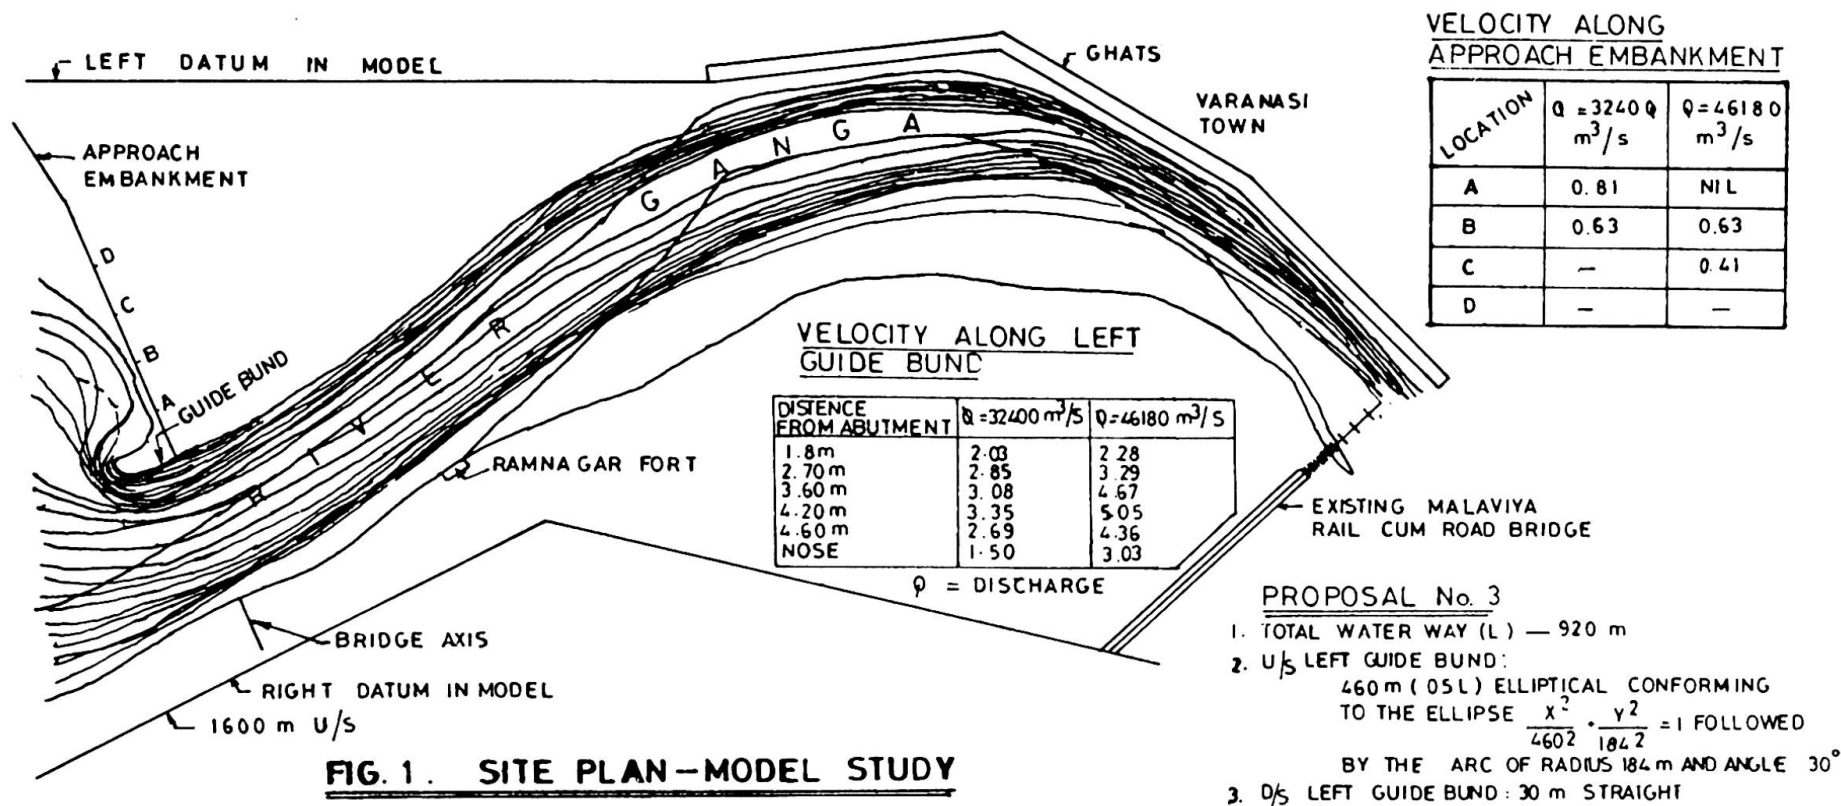 LEFT DATUM IN MODEL
GHATS
VARANASI
TOWN
APPROACH
EMBANKMENT
D
C
B
A
GUIDE BUND
RIVER GANGA
RAMNAGAR FORT
BRIDGE AXIS
RIGHT DATUM IN MODEL
1600 m U/S
EXISTING MALAVIYA
RAIL CUM ROAD BRIDGE
VELOCITY ALONG
APPROACH EMBANKMENT
LOCATION Q = 32400 m³/s Q = 46180 m³/s
A 0.81 NIL
B 0.63 0.63
C — 0.41
D — —
VELOCITY ALONG LEFT
GUIDE BUND
DISTENCE FROM ABUTMENT Q = 32400 m³/S Q = 46180 m³/S
1.8m 2.03 2.28
2.70 m 2.85 3.29
3.60 m 3.08 4.67
4.20 m 3.35 5.05
4.60 m 2.69 4.36
NOSE 1.50 3.03
Q = DISCHARGE
PROPOSAL No. 3
1. TOTAL WATER WAY (L) — 920 m
2. U/S LEFT GUIDE BUND:
460 m (05L) ELLIPTICAL CONFORMING
TO THE ELLIPSE X²/460² + Y²/184² = 1 FOLLOWED
BY THE ARC OF RADIUS 184 m AND ANGLE 30°
3. D/S LEFT GUIDE BUND : 30 m STRAIGHT
FIG. 1. SITE PLAN – MODEL STUDY